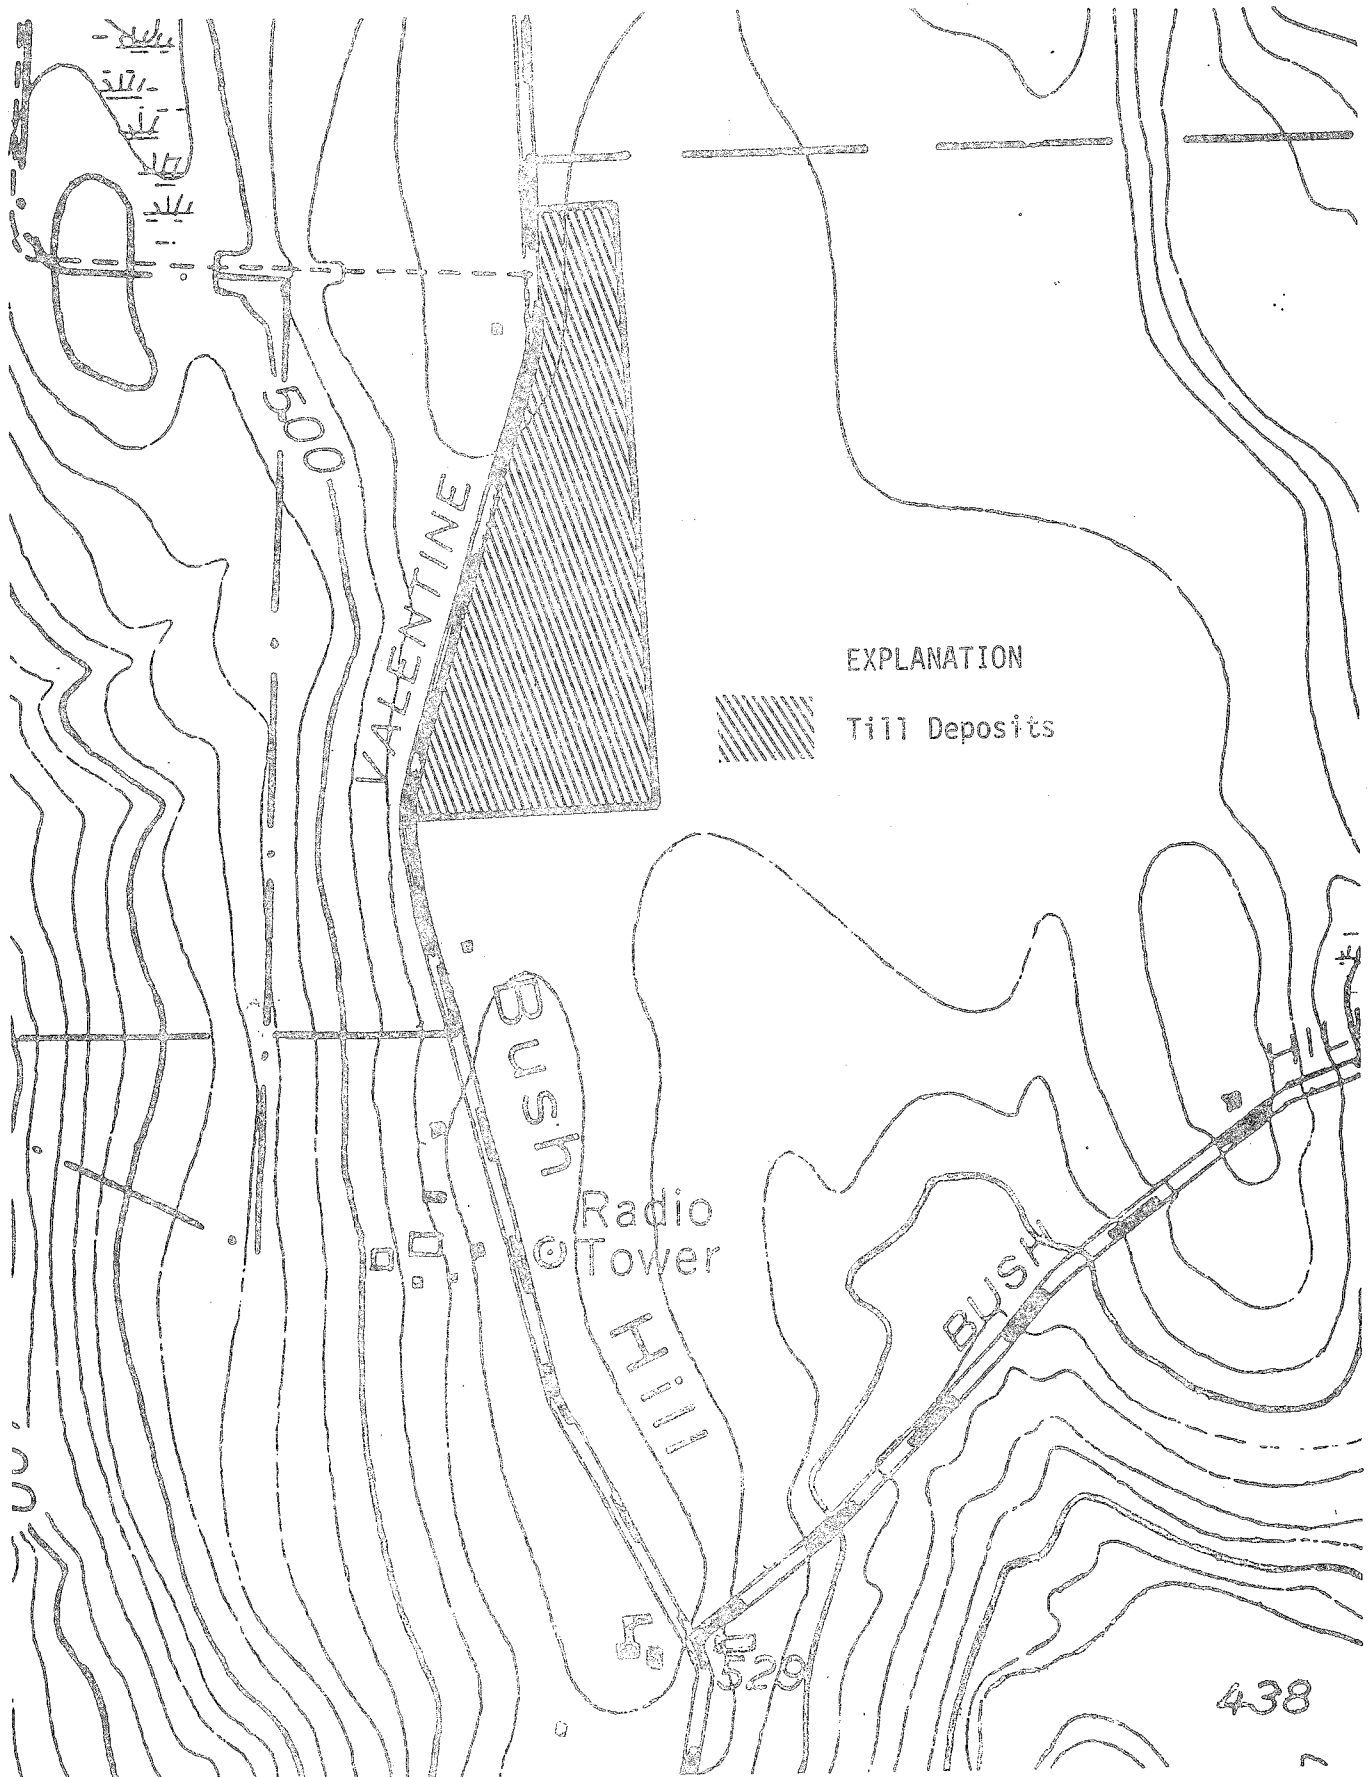 500
VALENTINE
EXPLANATION
Till Deposits
Bush
Hill
Radio
Tower
BUSH
529
438